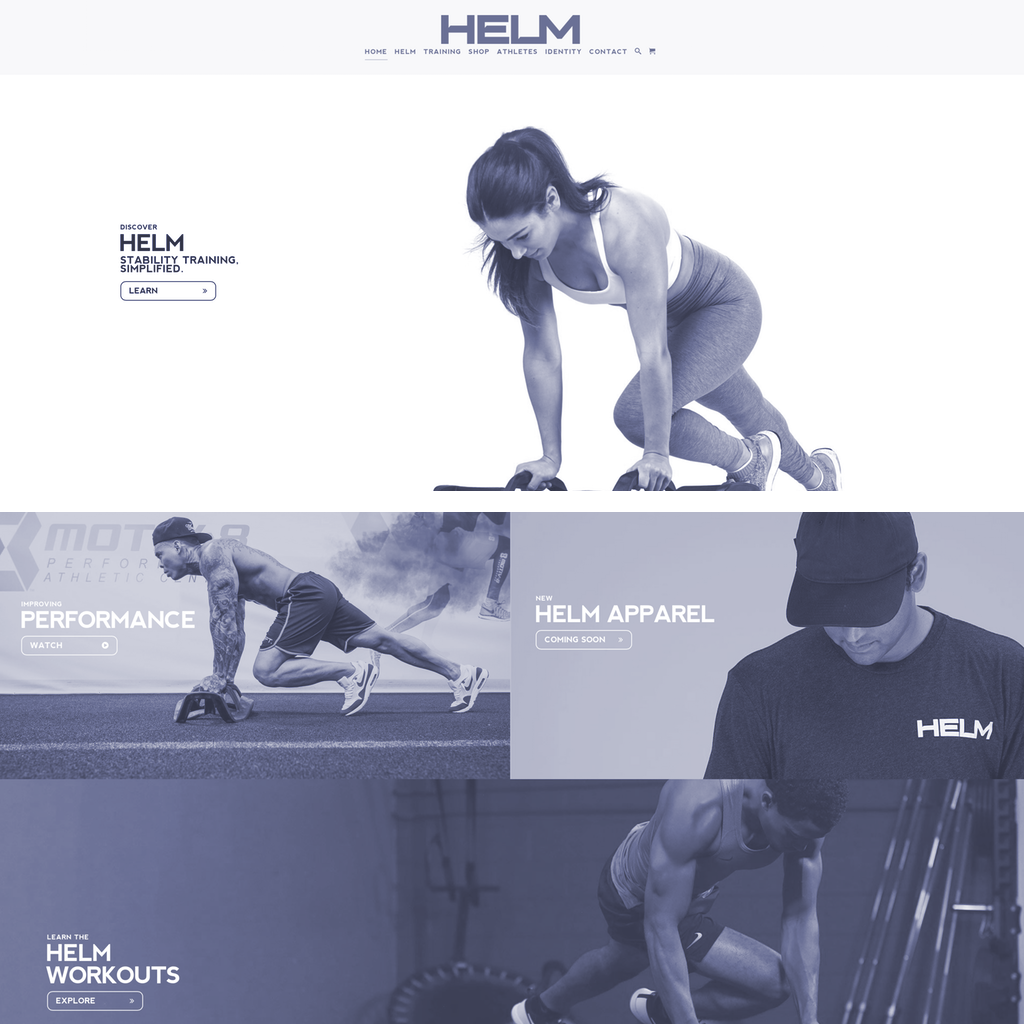 HELM
HOME HELM TRAINING SHOP ATHLETES IDENTITY CONTACT
DISCOVER
HELM
STABILITY TRAINING,
SIMPLIFIED.
LEARN »
IMPROVING
PERFORMANCE
WATCH
NEW
HELM APPAREL
COMING SOON »
HELM
LEARN THE
HELM
WORKOUTS
EXPLORE »